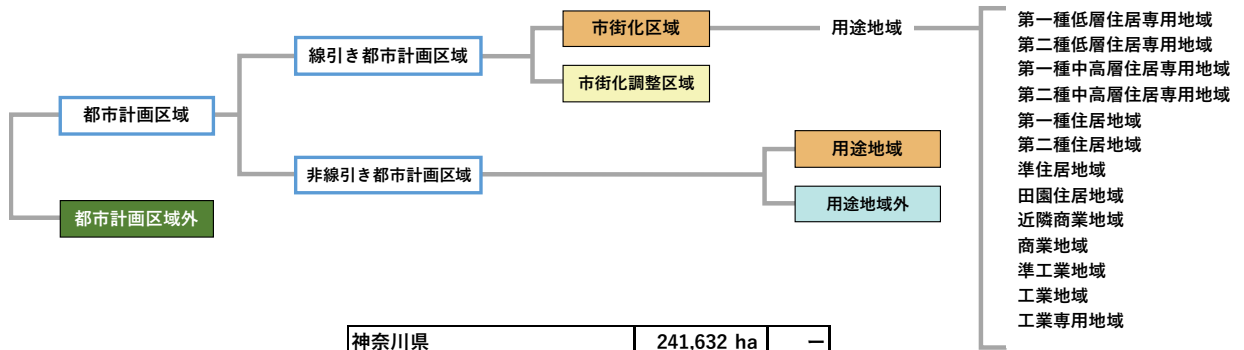 都市計画区域
都市計画区域外
線引き都市計画区域
非線引き都市計画区域
市街化区域
市街化調整区域
用途地域
用途地域
用途地域外
第一種低層住居専用地域
第二種低層住居専用地域
第一種中高層住居専用地域
第二種中高層住居専用地域
第一種住居地域
第二種住居地域
準住居地域
田園住居地域
近隣商業地域
商業地域
準工業地域
工業地域
工業専用地域
神奈川県 241,632 ha ー